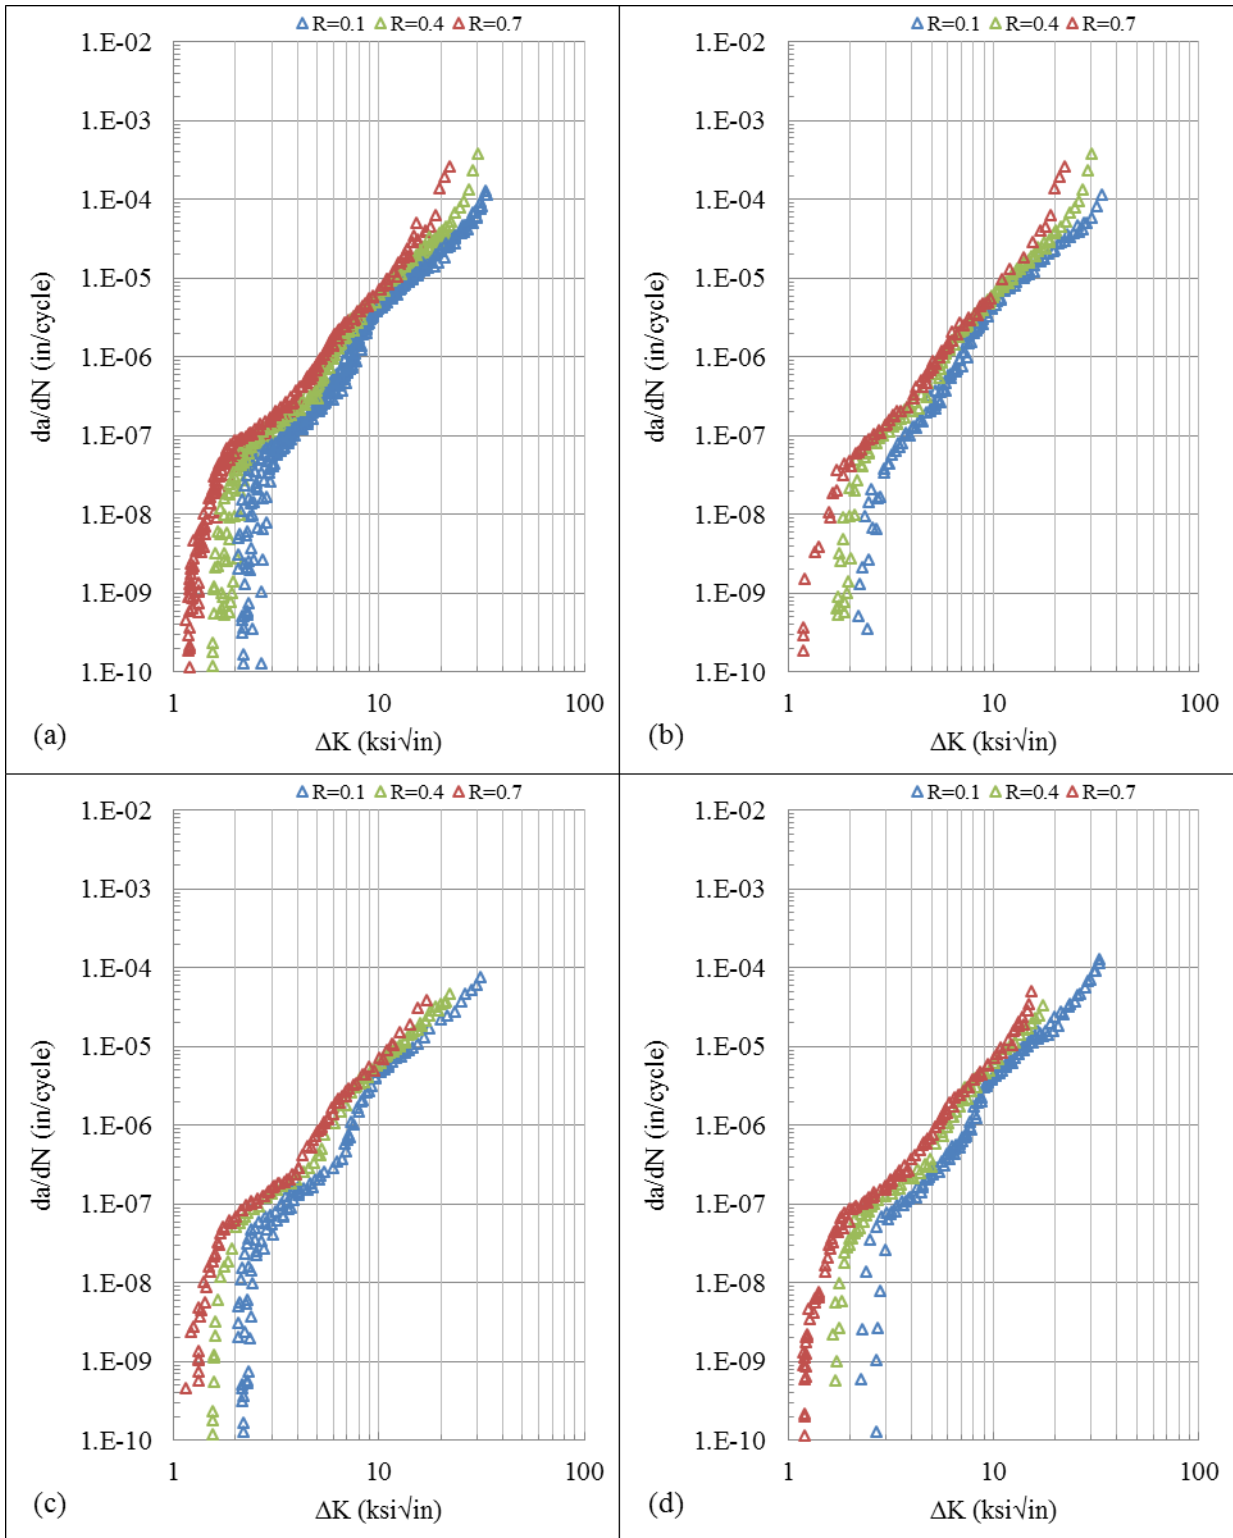 R=0.1 R=0.4 R=0.7
1.E-02
1.E-03
1.E-04
1.E-05
1.E-06
1.E-07
1.E-08
1.E-09
1.E-10
da/dN (in/cycle)
1 10 100
ΔK (ksi√in)
(a)
R=0.1 R=0.4 R=0.7
1.E-02
1.E-03
1.E-04
1.E-05
1.E-06
1.E-07
1.E-08
1.E-09
1.E-10
da/dN (in/cycle)
1 10 100
ΔK (ksi√in)
(b)
R=0.1 R=0.4 R=0.7
1.E-02
1.E-03
1.E-04
1.E-05
1.E-06
1.E-07
1.E-08
1.E-09
1.E-10
da/dN (in/cycle)
1 10 100
ΔK (ksi√in)
(c)
R=0.1 R=0.4 R=0.7
1.E-02
1.E-03
1.E-04
1.E-05
1.E-06
1.E-07
1.E-08
1.E-09
1.E-10
da/dN (in/cycle)
1 10 100
ΔK (ksi√in)
(d)